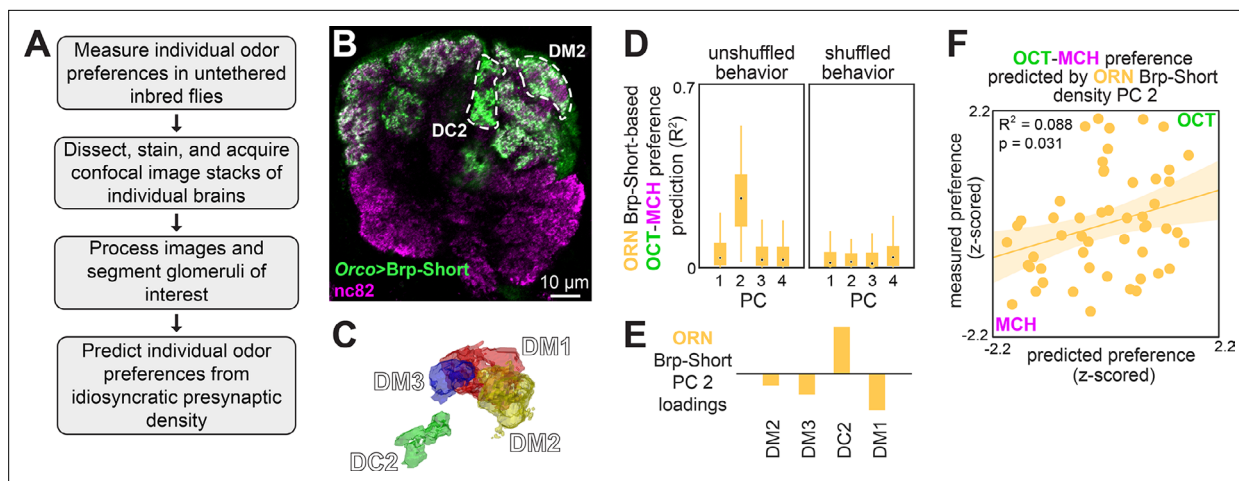 A
Measure individual odor
preferences in untethered
inbred flies
Dissect, stain, and acquire
confocal image stacks of
individual brains
Process images and
segment glomeruli of
interest
Predict individual odor
preferences from
idiosyncratic presynaptic
density
B
DM2
DC2
Orco>Brp-Short
nc82
10 μm
C
DM1
DM3
DM2
DC2
D
unshuffled
behavior
shuffled
behavior
ORN Brp-Short-based
OCT-MCH preference
prediction (R²)
0.7
0
1 2 3 4
PC
1 2 3 4
PC
E
ORN
Brp-Short
PC 2
loadings
DM2
DM3
DC2
DM1
F
OCT-MCH preference
predicted by ORN Brp-Short
density PC 2
2.2
R² = 0.088
p = 0.031
OCT
measured preference
(z-scored)
MCH
-2.2
-2.2
2.2
predicted preference
(z-scored)